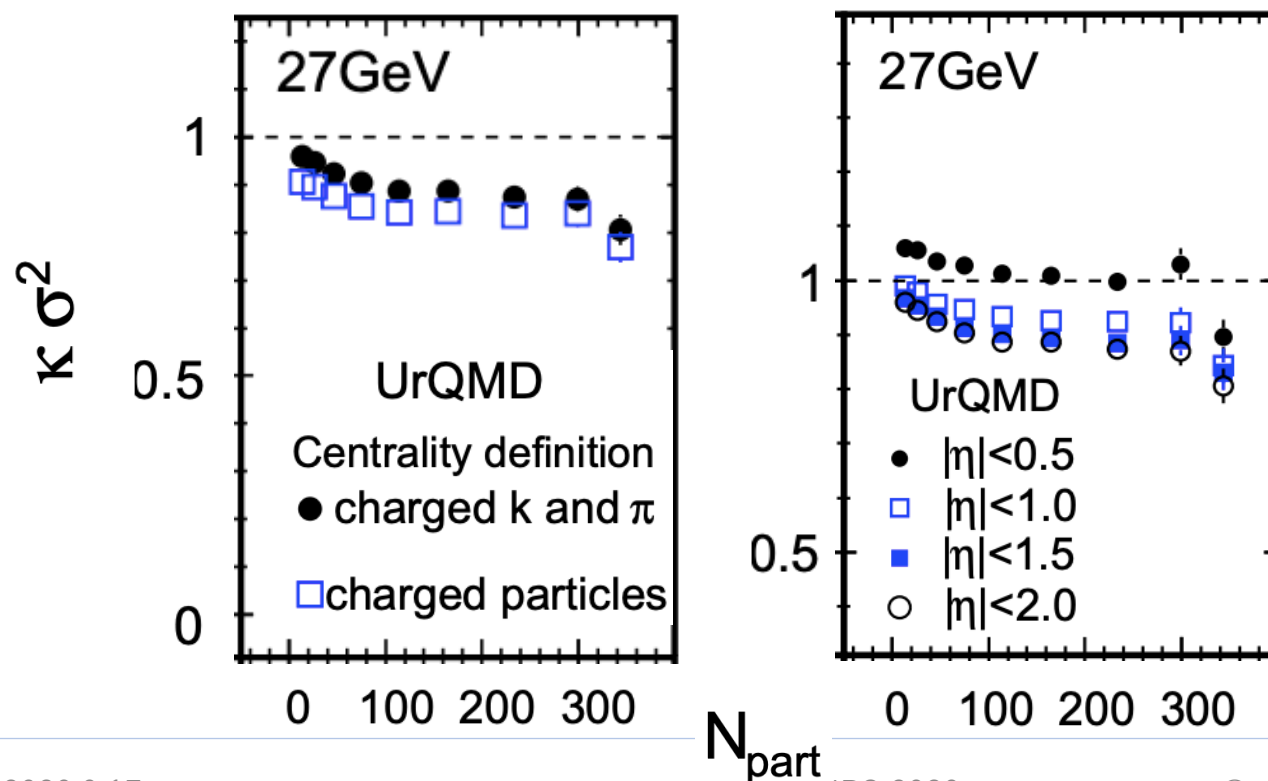 27GeV
1
0.5
0
κ σ²
UrQMD
Centrality definition
charged k and π
charged particles
0 100 200 300
27GeV
1
0.5
UrQMD
|η|<0.5
|η|<1.0
|η|<1.5
|η|<2.0
0 100 200 300
Npart